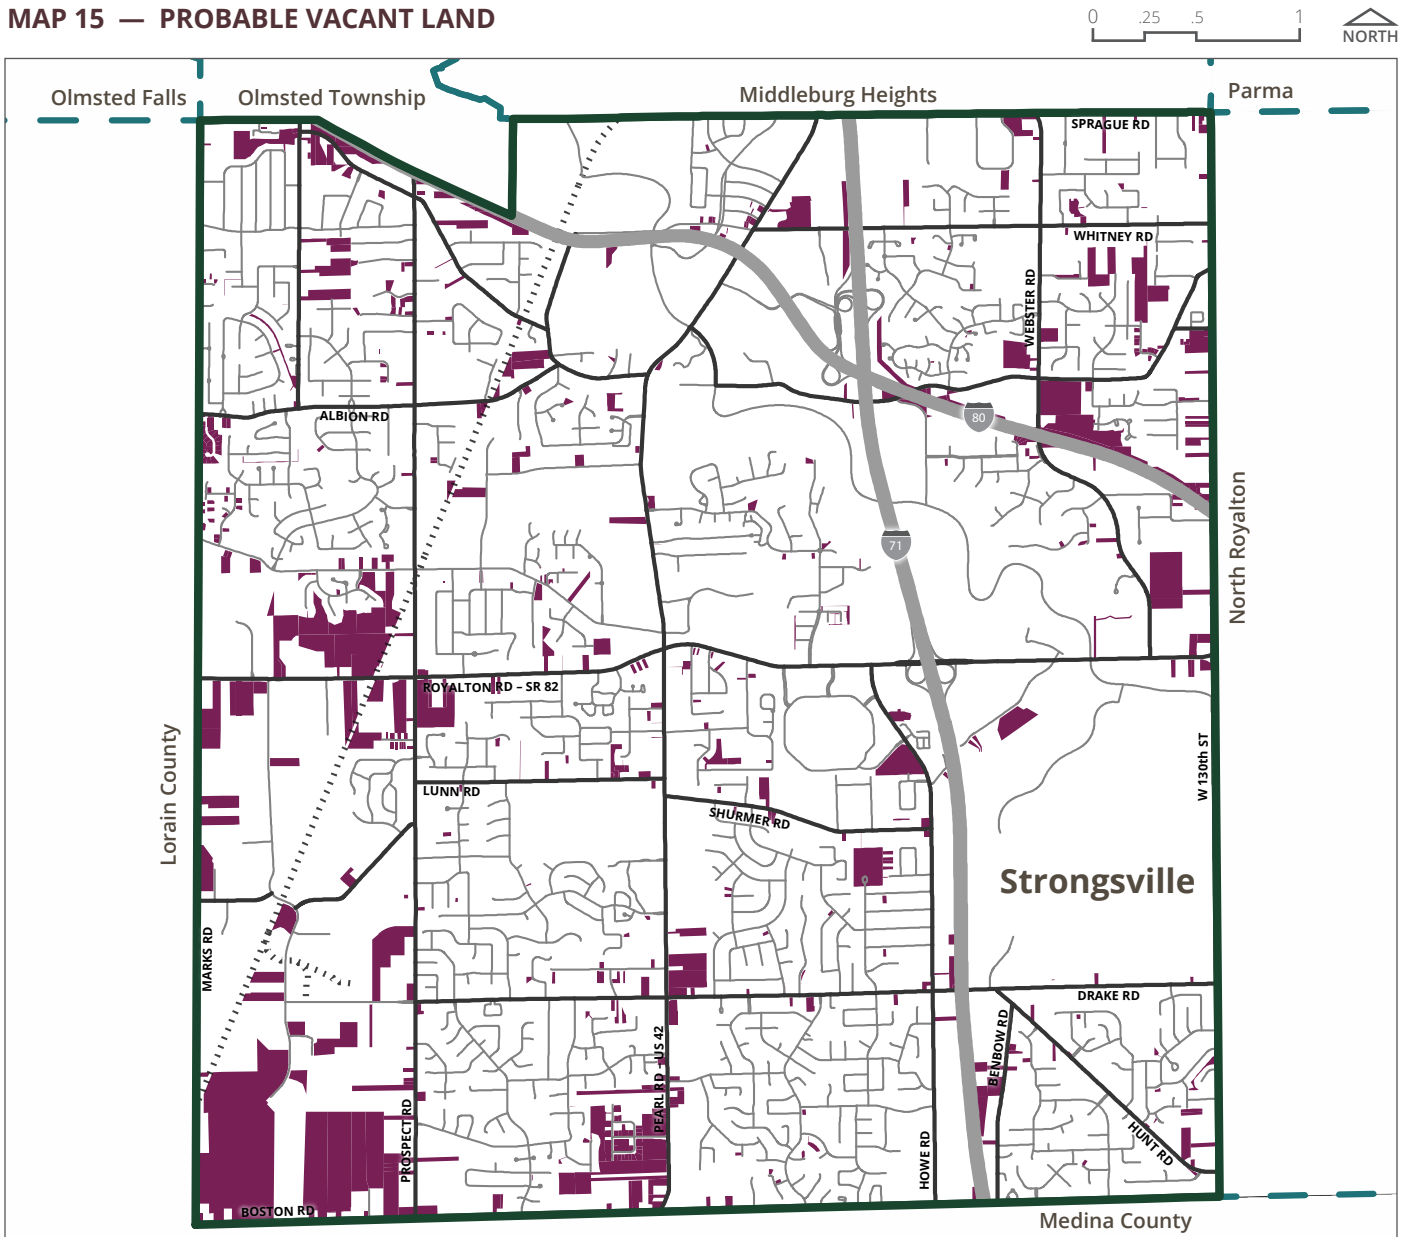 MAP 15 — PROBABLE VACANT LAND
0 .25 .5 1
NORTH
Olmsted Falls
Olmsted Township
Middleburg Heights
Parma
SPRAGUE RD
WHITNEY RD
WEBSTER RD
ALBION RD
80
North Royalton
71
ROYALTON RD – SR 82
W 130th ST
Lorain County
LUNN RD
SHURMER RD
Strongsville
MARKS RD
DRAKE RD
BENBOW RD
PEARL RD – US 42
PROSPECT RD
HUNT RD
HOWE RD
BOSTON RD
Medina County